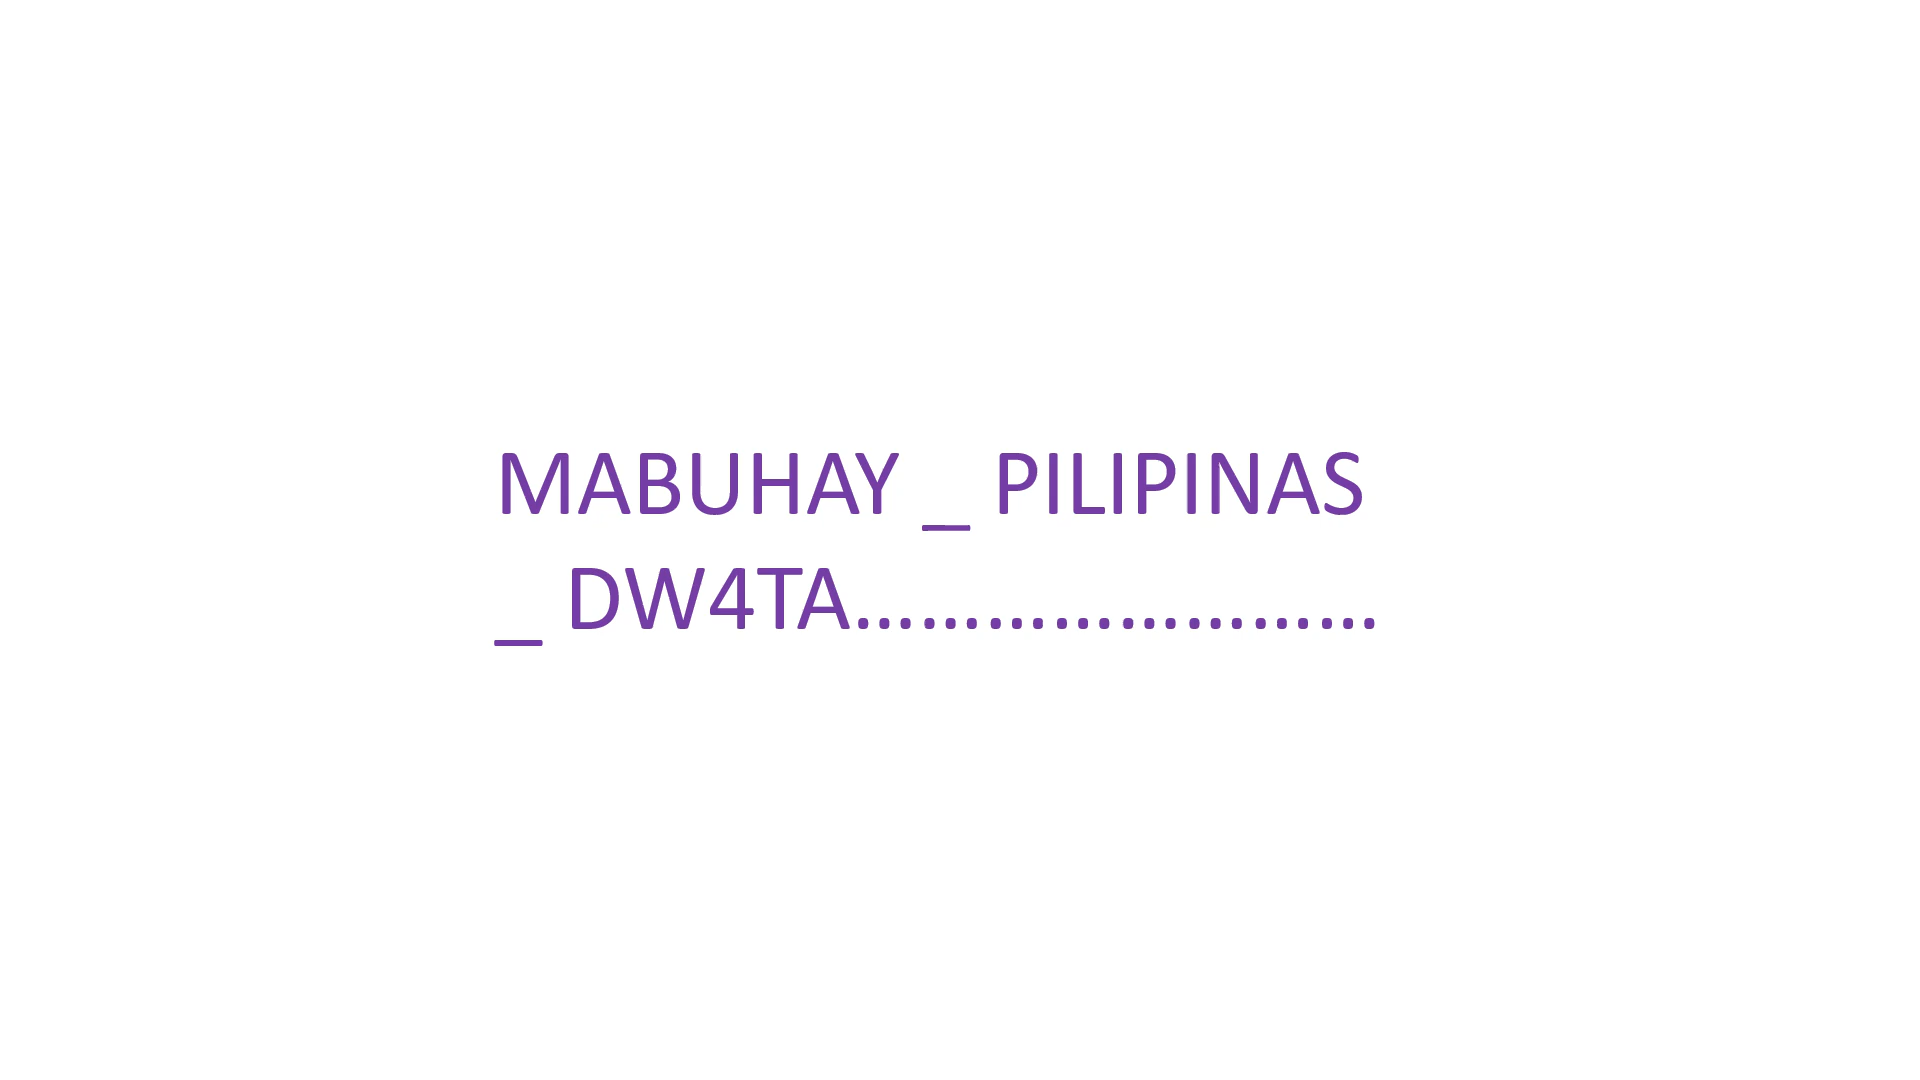 MABUHAY _ PILIPINAS
_ DW4TA……………………